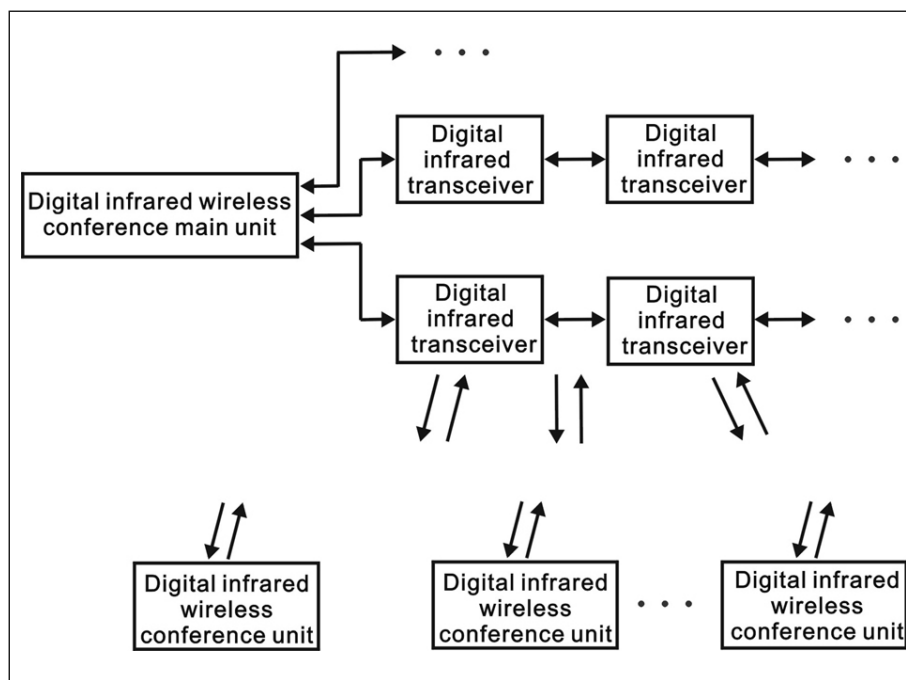 • • •
Digital
infrared
transceiver
Digital
infrared
transceiver
• • •
Digital infrared wireless
conference main unit
Digital
infrared
transceiver
Digital
infrared
transceiver
• • •
Digital infrared
wireless
conference unit
Digital infrared
wireless
conference unit
• • •
Digital infrared
wireless
conference unit